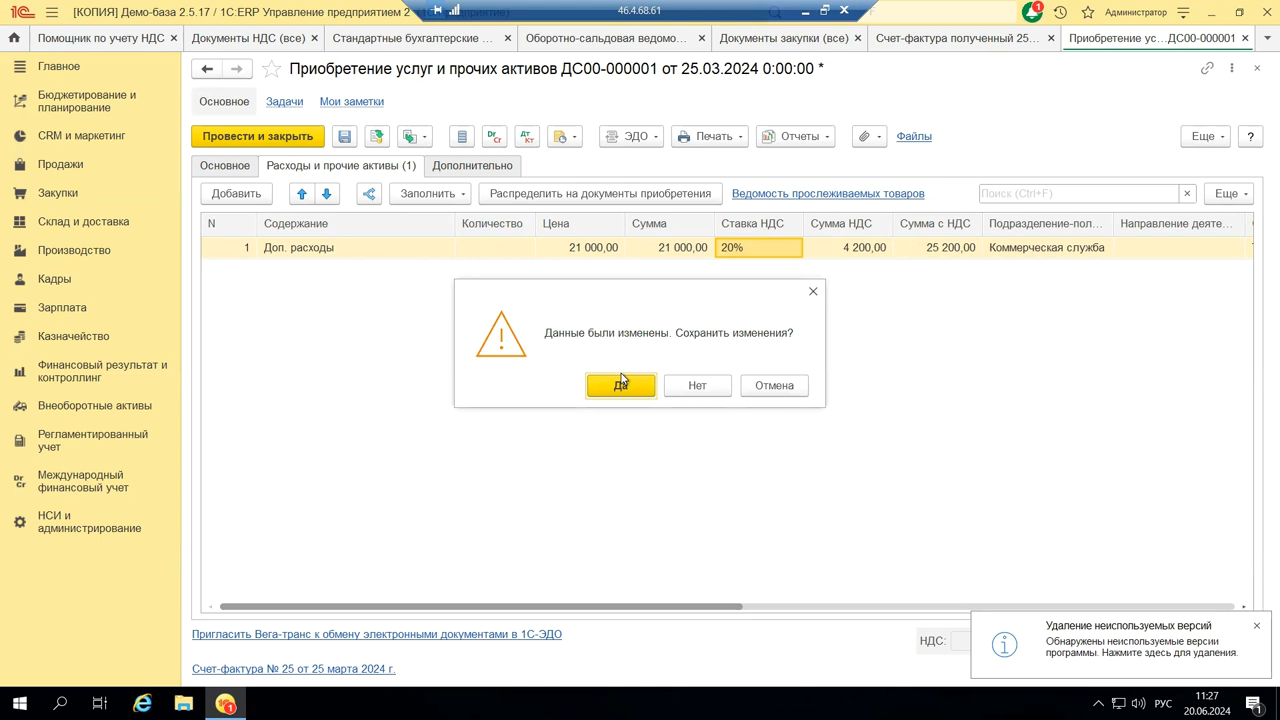 [КОПИЯ] Демо-база 2.5.17 / 1С:ERP Управление предприятием 2
46.4.68.61
Администратор
1
Помощник по учету НДС
Документы НДС (все)
Стандартные бухгалтерские ...
Оборотно-сальдовая ведомо...
Документы закупки (все)
Счет-фактура полученный 25...
Приобретение ус...ДС00-000001
Главное
Бюджетирование и
планирование
CRM и маркетинг
Продажи
Закупки
Склад и доставка
Производство
Кадры
Зарплата
Казначейство
Финансовый результат и
контроллинг
Внеоборотные активы
Регламентированный
учет
Международный
финансовый учет
НСИ и
администрирование
Приобретение услуг и прочих активов ДС00-000001 от 25.03.2024 0:00:00 *
Основное Задачи Мои заметки
Провести и закрыть ЭДО Печать Отчеты Файлы Еще ?
Основное Расходы и прочие активы (1) Дополнительно
Добавить Заполнить Распределить на документы приобретения Ведомость прослеживаемых товаров Поиск (Ctrl+F) × Еще
N Содержание Количество Цена Сумма Ставка НДС Сумма НДС Сумма с НДС Подразделение-пол... Направление деяте...
1 Доп. расходы 21 000,00 21 000,00 20% 4 200,00 25 200,00 Коммерческая служба
Данные были изменены. Сохранить изменения?
Да Нет Отмена
Пригласить Вега-транс к обмену электронными документами в 1С-ЭДО
НДС:
Счет-фактура № 25 от 25 марта 2024 г.
Удаление неиспользуемых версий
Обнаружены неиспользуемые версии
программы. Нажмите здесь для удаления.
РУС
11:27
20.06.2024
1